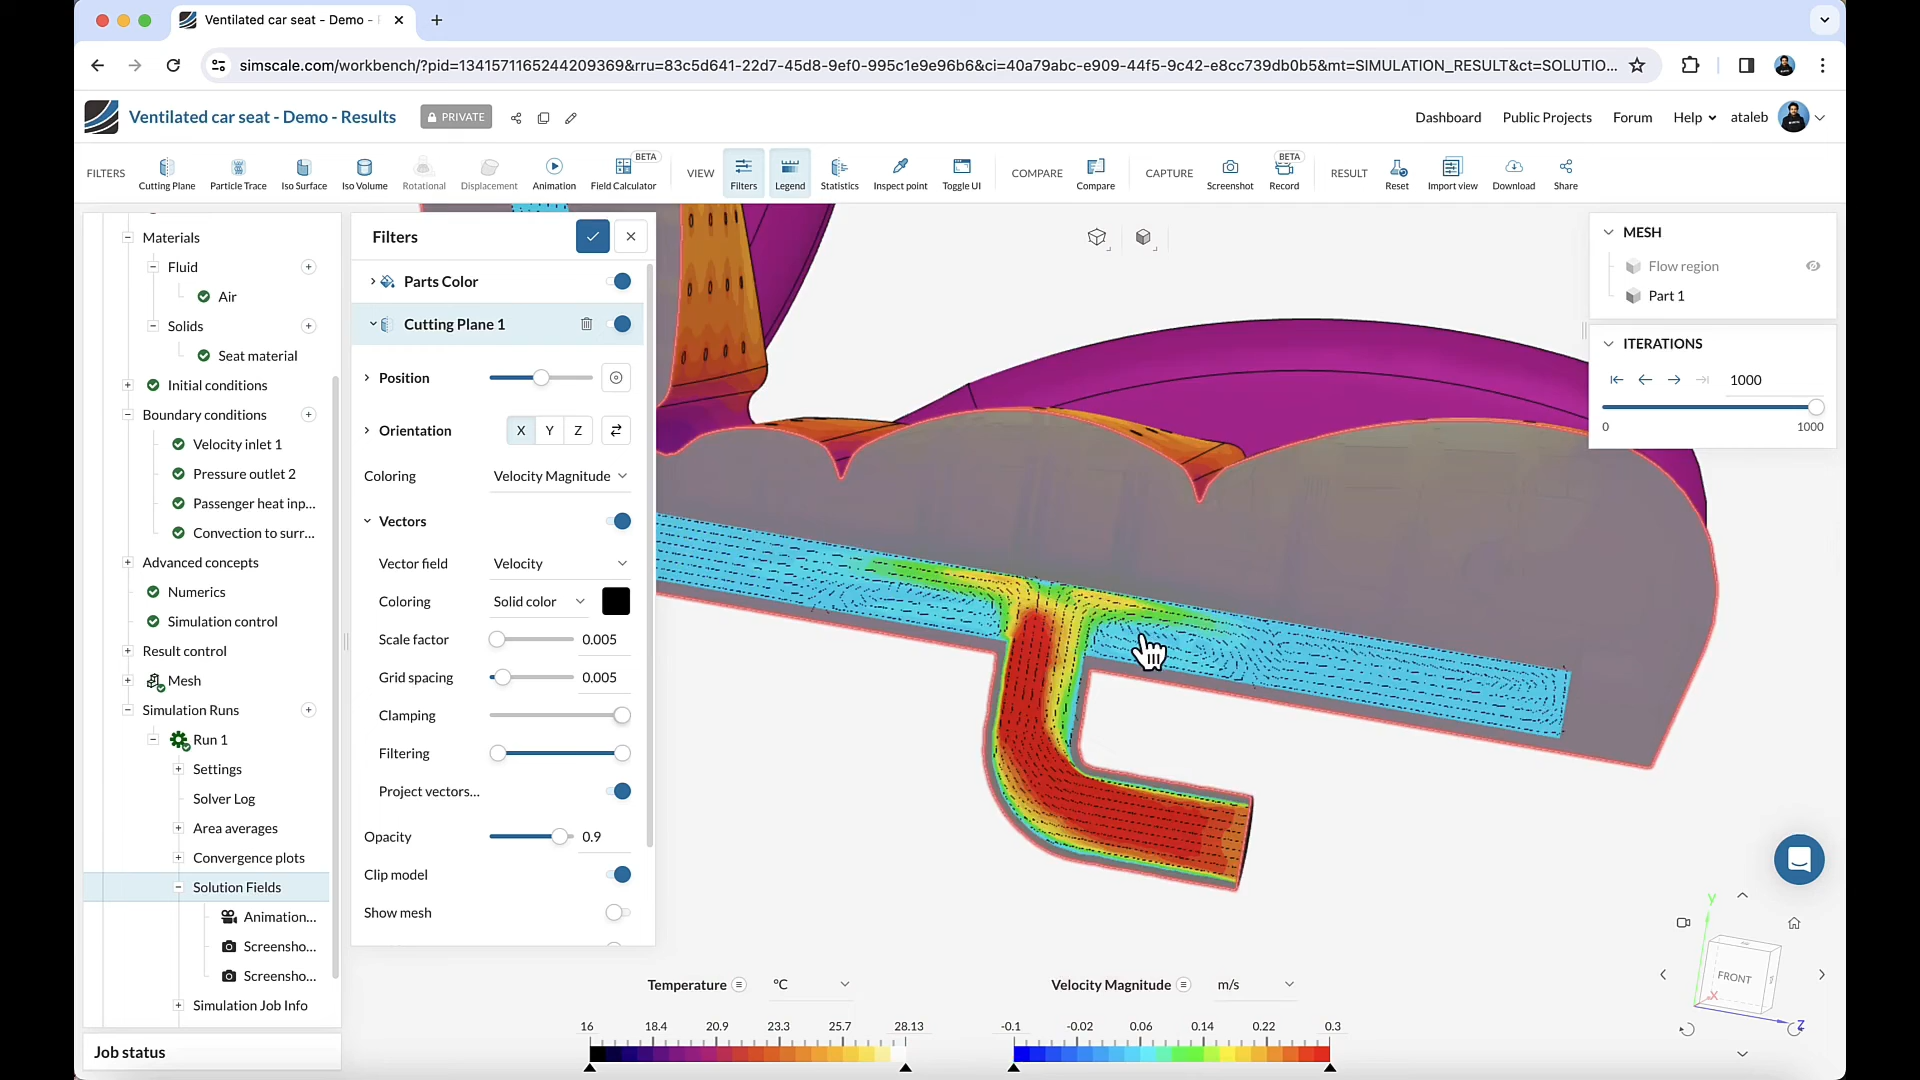 Ventilated car seat - Demo -
simscale.com/workbench/?pid=1341571165244209369&rru=83c5d641-22d7-45d8-9ef0-995c1e9e96b6&ci=40a79abc-e909-44f5-9c42-e8cc739db0b5&mt=SIMULATION_RESULT&ct=SOLUTIO...
Ventilated car seat - Demo - Results
PRIVATE
Dashboard
Public Projects
Forum
Help
ataleb
FILTERS
Cutting Plane
Particle Trace
Iso Surface
Iso Volume
Rotational
Displacement
Animation
BETA
Field Calculator
VIEW
Filters
Legend
Statistics
Inspect point
Toggle UI
COMPARE
Compare
CAPTURE
Screenshot
BETA
Record
RESULT
Reset
Import view
Download
Share
Materials
Fluid
Air
Solids
Seat material
Initial conditions
Boundary conditions
Velocity inlet 1
Pressure outlet 2
Passenger heat inp...
Convection to surr...
Advanced concepts
Numerics
Simulation control
Result control
Mesh
Simulation Runs
Run 1
Settings
Solver Log
Area averages
Convergence plots
Solution Fields
Animation...
Screensho...
Screensho...
Simulation Job Info
Job status
Filters
Parts Color
Cutting Plane 1
Position
Orientation X Y Z
Coloring Velocity Magnitude
Vectors
Vector field Velocity
Coloring Solid color
Scale factor 0.005
Grid spacing 0.005
Clamping
Filtering
Project vectors...
Opacity 0.9
Clip model
Show mesh
MESH
Flow region
Part 1
ITERATIONS
1000
0 1000
FRONT
y
X
Z
Temperature °C
16 18.4 20.9 23.3 25.7 28.13
Velocity Magnitude m/s
-0.1 -0.02 0.06 0.14 0.22 0.3